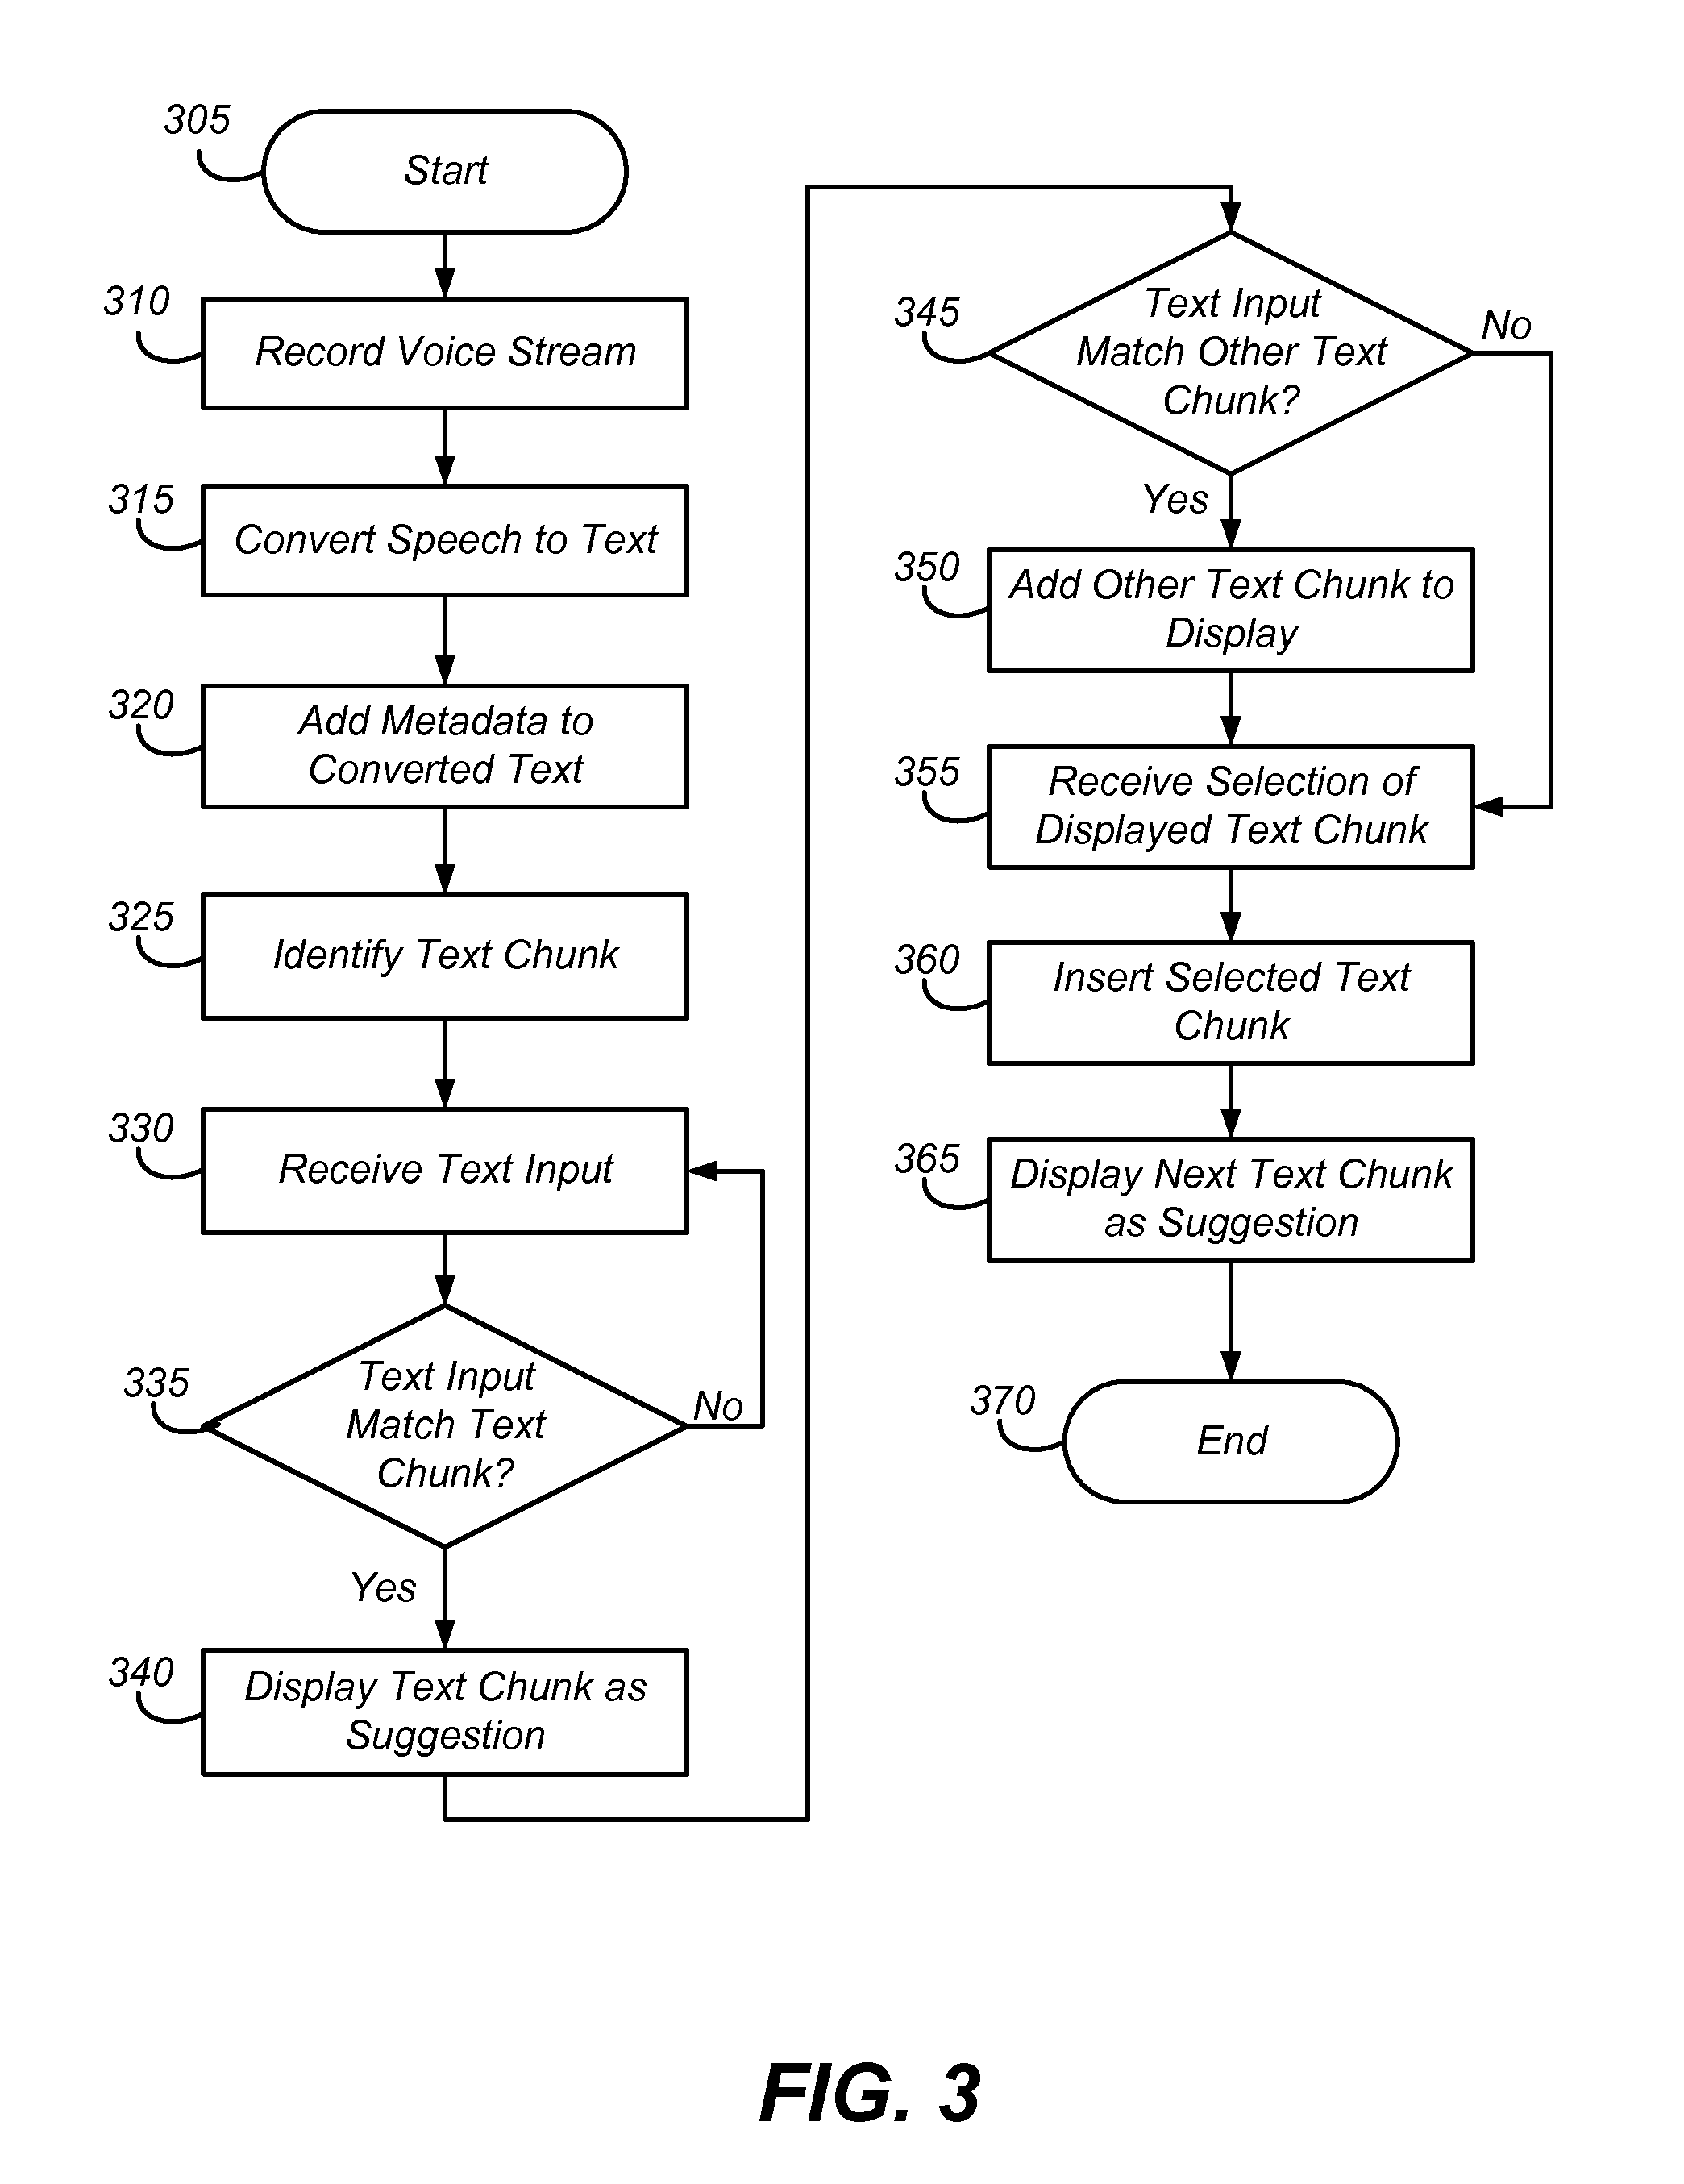 305
Start
310
Record Voice Stream
315
Convert Speech to Text
320
Add Metadata to
Converted Text
325
Identify Text Chunk
330
Receive Text Input
335
Text Input
Match Text
Chunk?
No
Yes
340
Display Text Chunk as
Suggestion
345
Text Input
Match Other Text
Chunk?
No
Yes
350
Add Other Text Chunk to
Display
355
Receive Selection of
Displayed Text Chunk
360
Insert Selected Text
Chunk
365
Display Next Text Chunk
as Suggestion
370
End
FIG. 3